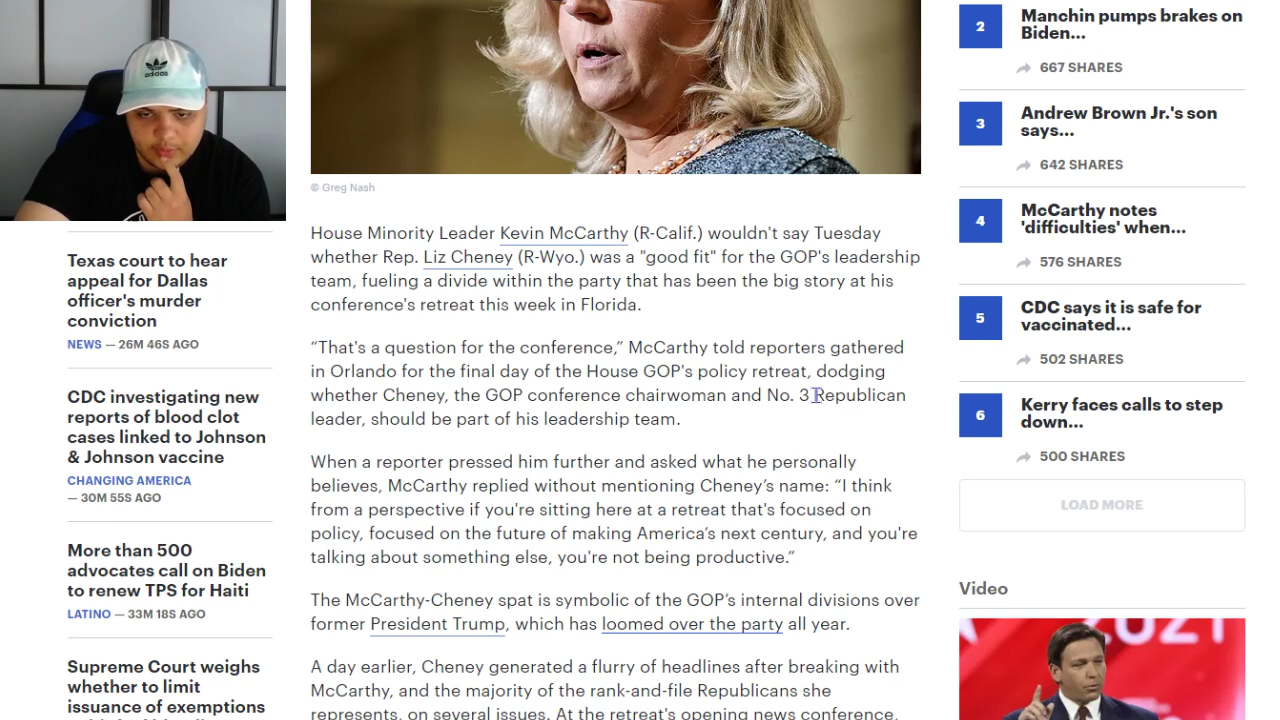 adidas
© Greg Nash
House Minority Leader Kevin McCarthy (R-Calif.) wouldn't say Tuesday
whether Rep. Liz Cheney (R-Wyo.) was a "good fit" for the GOP's leadership
team, fueling a divide within the party that has been the big story at his
conference's retreat this week in Florida.
“That's a question for the conference,” McCarthy told reporters gathered
in Orlando for the final day of the House GOP's policy retreat, dodging
whether Cheney, the GOP conference chairwoman and No. 3 Republican
leader, should be part of his leadership team.
When a reporter pressed him further and asked what he personally
believes, McCarthy replied without mentioning Cheney’s name: “I think
from a perspective if you're sitting here at a retreat that's focused on
policy, focused on the future of making America’s next century, and you're
talking about something else, you're not being productive.”
The McCarthy-Cheney spat is symbolic of the GOP’s internal divisions over
former President Trump, which has loomed over the party all year.
A day earlier, Cheney generated a flurry of headlines after breaking with
McCarthy, and the majority of the rank-and-file Republicans she
represents, on several issues. At the retreat's opening news conference,
Texas court to hear
appeal for Dallas
officer's murder
conviction
NEWS — 26M 46S AGO
CDC investigating new
reports of blood clot
cases linked to Johnson
& Johnson vaccine
CHANGING AMERICA
— 30M 55S AGO
More than 500
advocates call on Biden
to renew TPS for Haiti
LATINO — 33M 18S AGO
Supreme Court weighs
whether to limit
issuance of exemptions
2
Manchin pumps brakes on
Biden...
667 SHARES
3
Andrew Brown Jr.'s son
says...
642 SHARES
4
McCarthy notes
'difficulties' when...
576 SHARES
5
CDC says it is safe for
vaccinated...
502 SHARES
6
Kerry faces calls to step
down...
500 SHARES
LOAD MORE
Video
2021